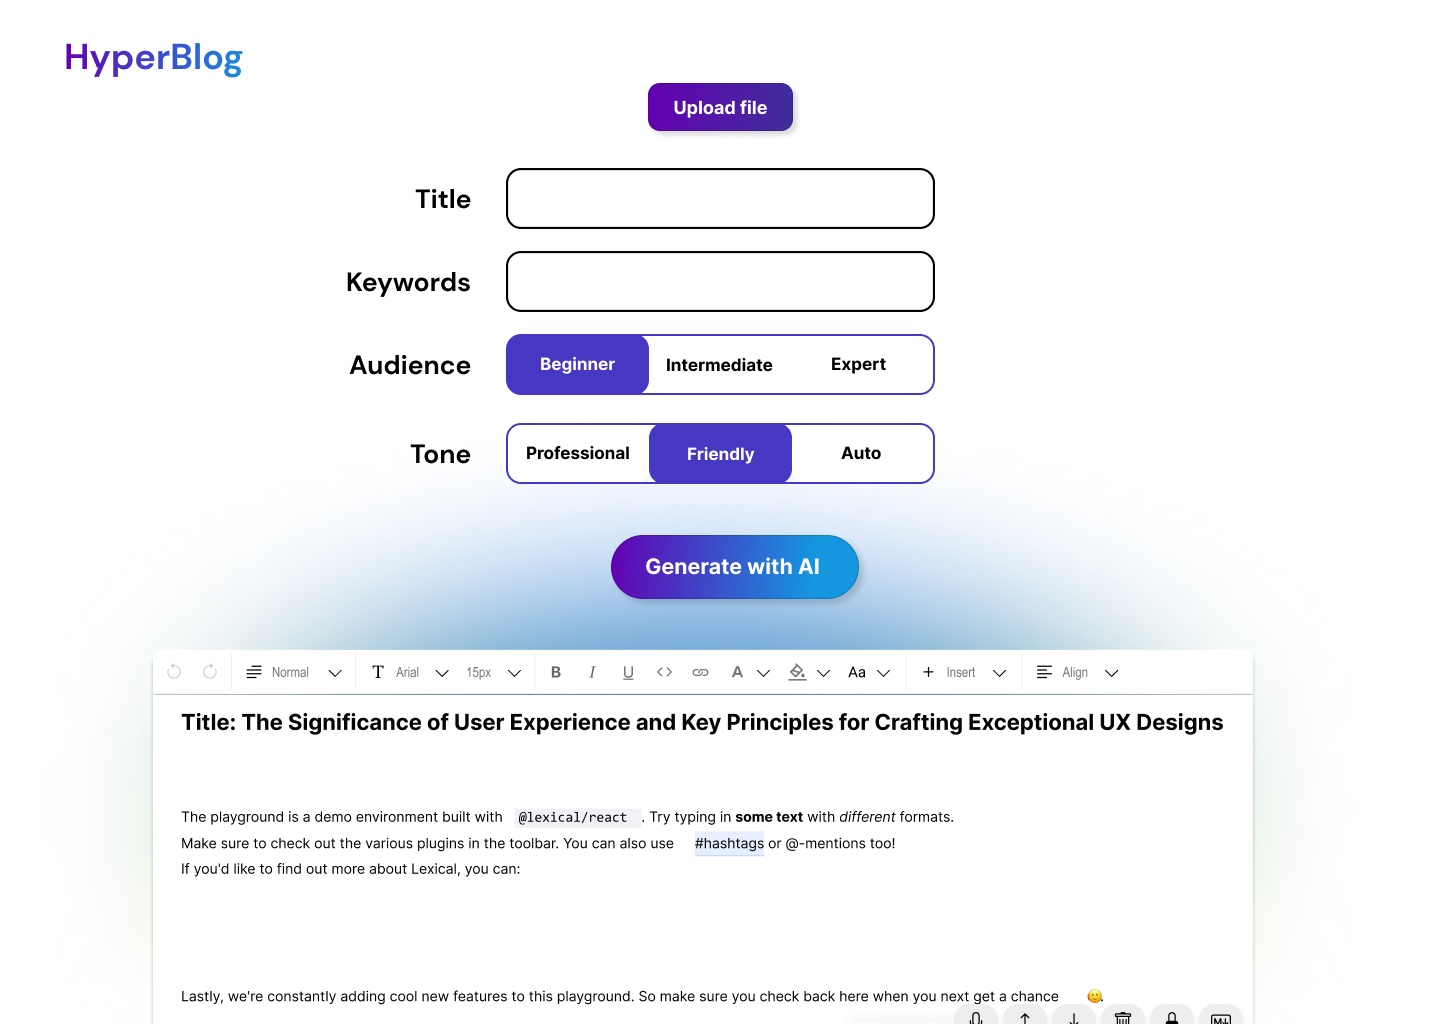 HyperBlog
Upload file
Title
Keywords
Audience Beginner Intermediate Expert
Tone Professional Friendly Auto
Generate with AI
Normal T Arial 15px B I U <> A Aa + Insert Align
Title: The Significance of User Experience and Key Principles for Crafting Exceptional UX Designs
The playground is a demo environment built with @lexical/react . Try typing in some text with different formats.
Make sure to check out the various plugins in the toolbar. You can also use #hashtags or @-mentions too!
If you'd like to find out more about Lexical, you can:
Lastly, we're constantly adding cool new features to this playground. So make sure you check back here when you next get a chance 😊.